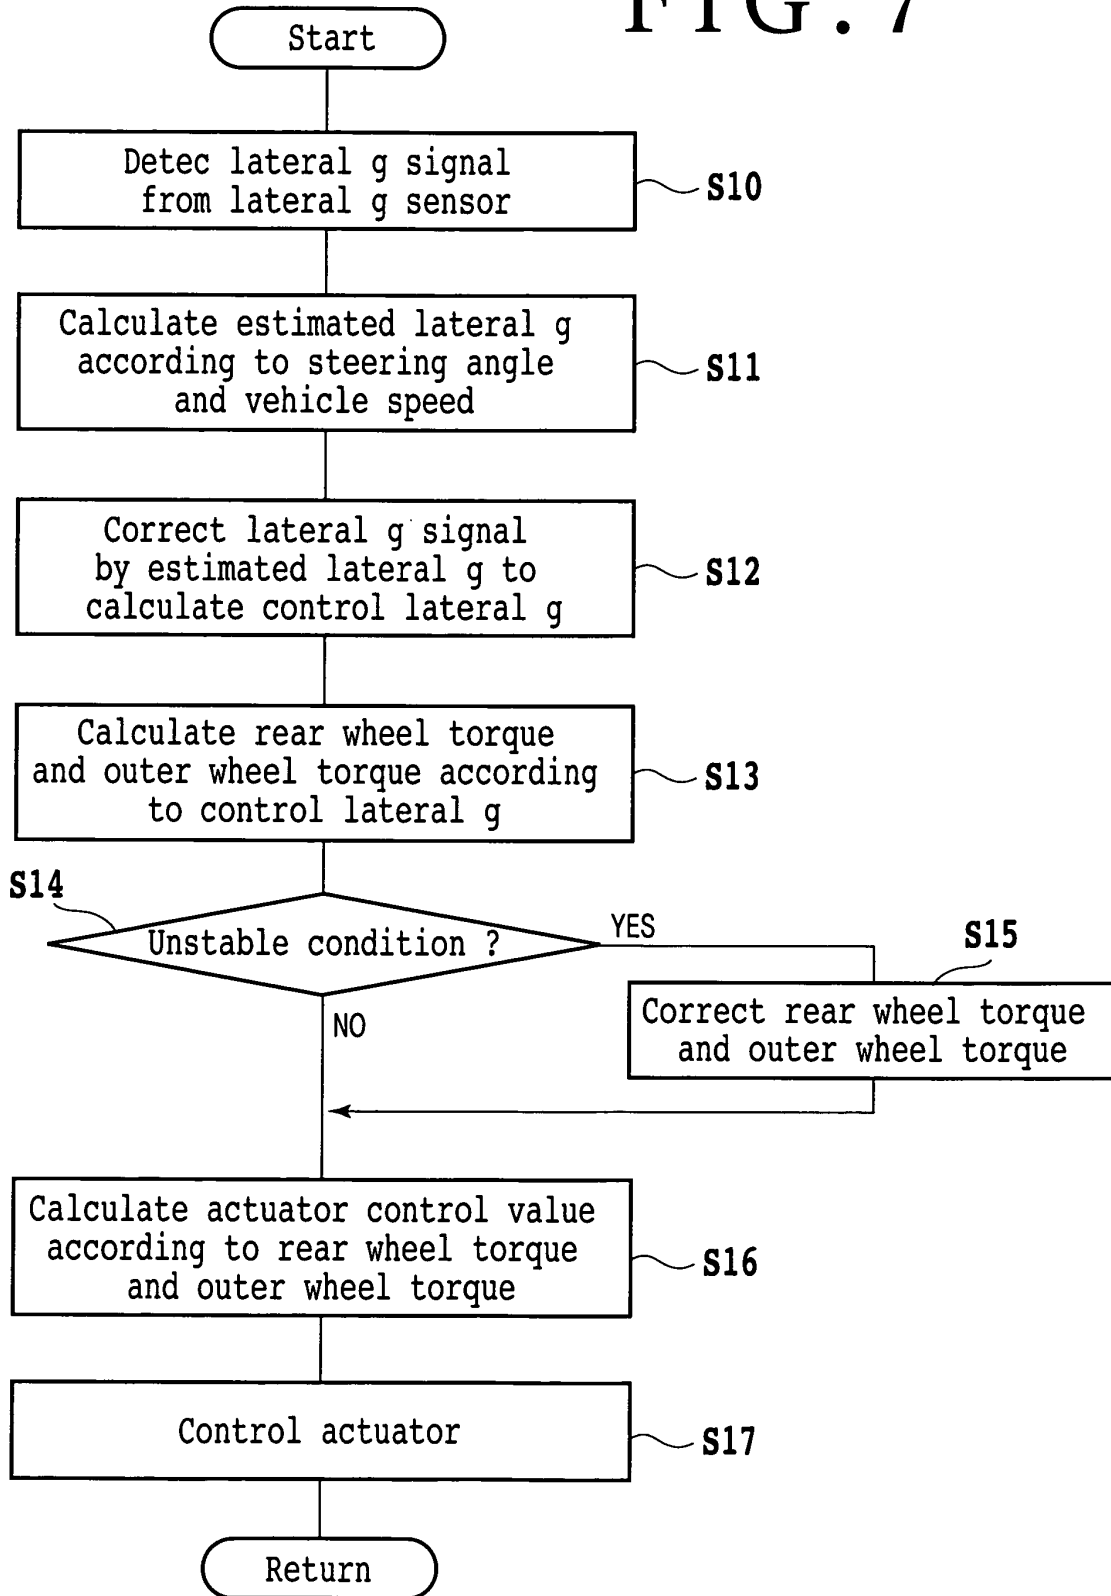 FIG. 7
Start
Detec lateral g signal
from lateral g sensor
S10
Calculate estimated lateral g
according to steering angle
and vehicle speed
S11
Correct lateral g signal
by estimated lateral g to
calculate control lateral g
S12
Calculate rear wheel torque
and outer wheel torque according
to control lateral g
S13
S14
Unstable condition ?
YES
S15
Correct rear wheel torque
and outer wheel torque
NO
Calculate actuator control value
according to rear wheel torque
and outer wheel torque
S16
Control actuator
S17
Return